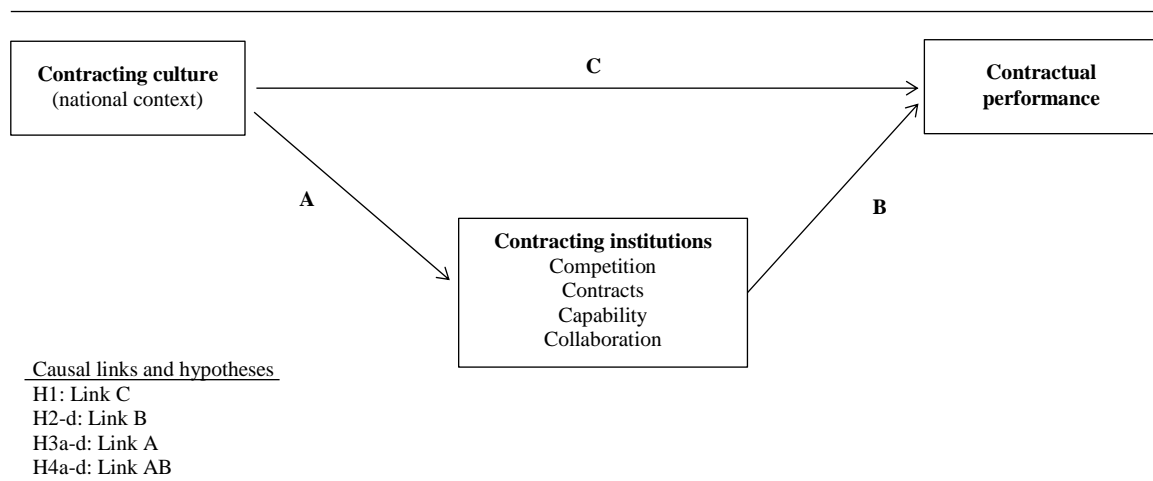 Contracting culture
(national context)
C
Contractual
performance
A
B
Contracting institutions
Competition
Contracts
Capability
Collaboration
Causal links and hypotheses
H1: Link C
H2-d: Link B
H3a-d: Link A
H4a-d: Link AB